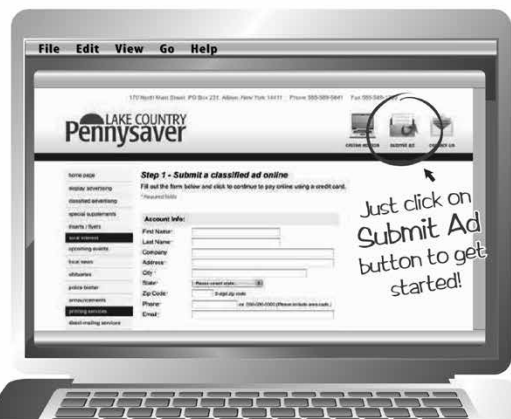 File Edit View Go Help
170 North Main Street, PO Box 231, Albion, New York 14411 Phone 585-589-5641
LAKE COUNTRY
Pennysaver
SUBMIT AD CONTACT US
home page
display advertising
classified advertising
special supplements
inserts / flyers
local interest
upcoming events
local news
obituaries
police blotter
announcements
printing services
direct-mailing services
Step 1 - Submit a classified ad online
Fill out the form below and click to continue to pay online using a credit card.
* Required fields
Account Info:
First Name*
Last Name*
Company
Address*
City*
State* Please select state...
Zip Code* 5 digit zip code
Phone* (Please include area code.)
Email*
Just click on
Submit Ad
button to get
started!